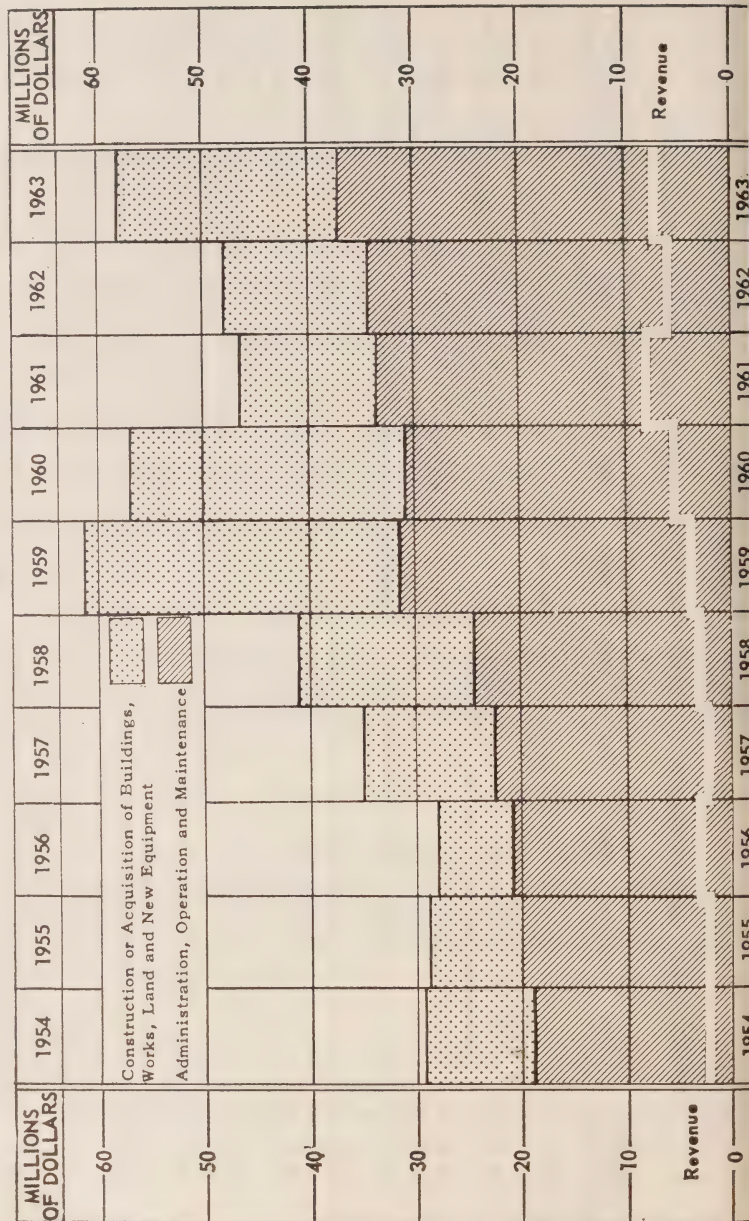 MILLIONS
OF DOLLARS
1954 1955 1956 1957 1958 1959 1960 1961 1962 1963
MILLIONS
OF DOLLARS
60 60
Construction or Acquisition of Buildings,
Works, Land and New Equipment
Administration, Operation and Maintenance
50 50
40 40
30 30
20 20
10 10
Revenue Revenue
0 0
1954 1955 1956 1957 1958 1959 1960 1961 1962 1963